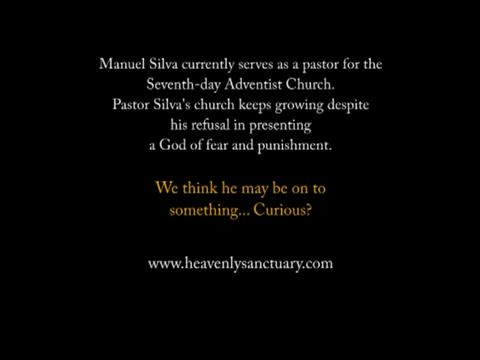 Manuel Silva currently serves as a pastor for the
Seventh-day Adventist Church.
Pastor Silva's church keeps growing despite
his refusal in presenting
a God of fear and punishment.
We think he may be on to
something... Curious?
www.heavenlysanctuary.com